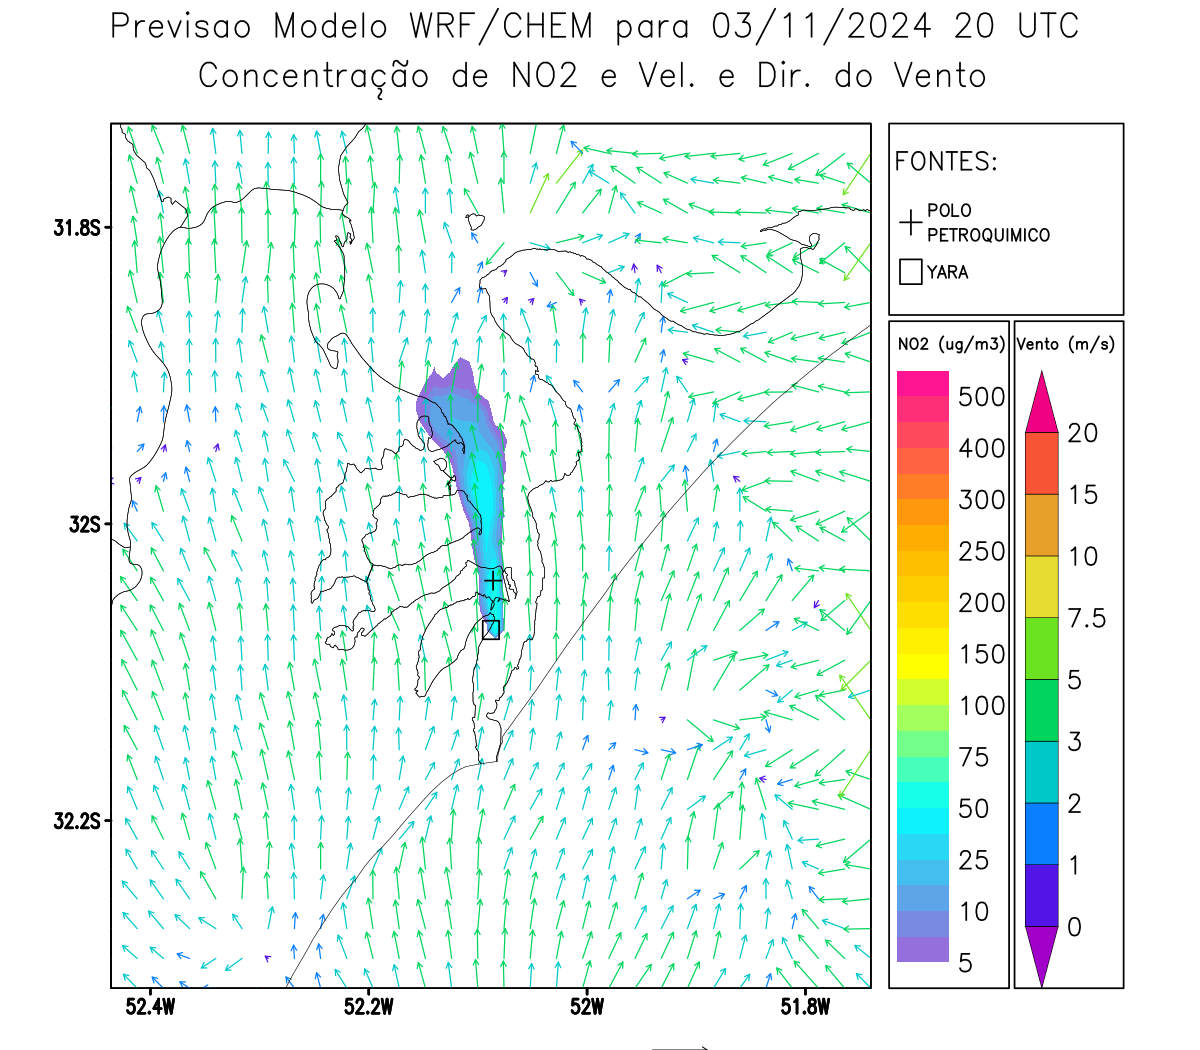 Previsao Modelo WRF/CHEM para 03/11/2024 20 UTC
Concentração de NO2 e Vel. e Dir. do Vento
FONTES:
POLO
PETROQUIMICO
YARA
NO2 (ug/m3)
500
400
300
250
200
150
100
75
50
25
10
5
Vento (m/s)
20
15
10
7.5
5
3
2
1
0
31.8S
32S
32.2S
52.4W 52.2W 52W 51.8W